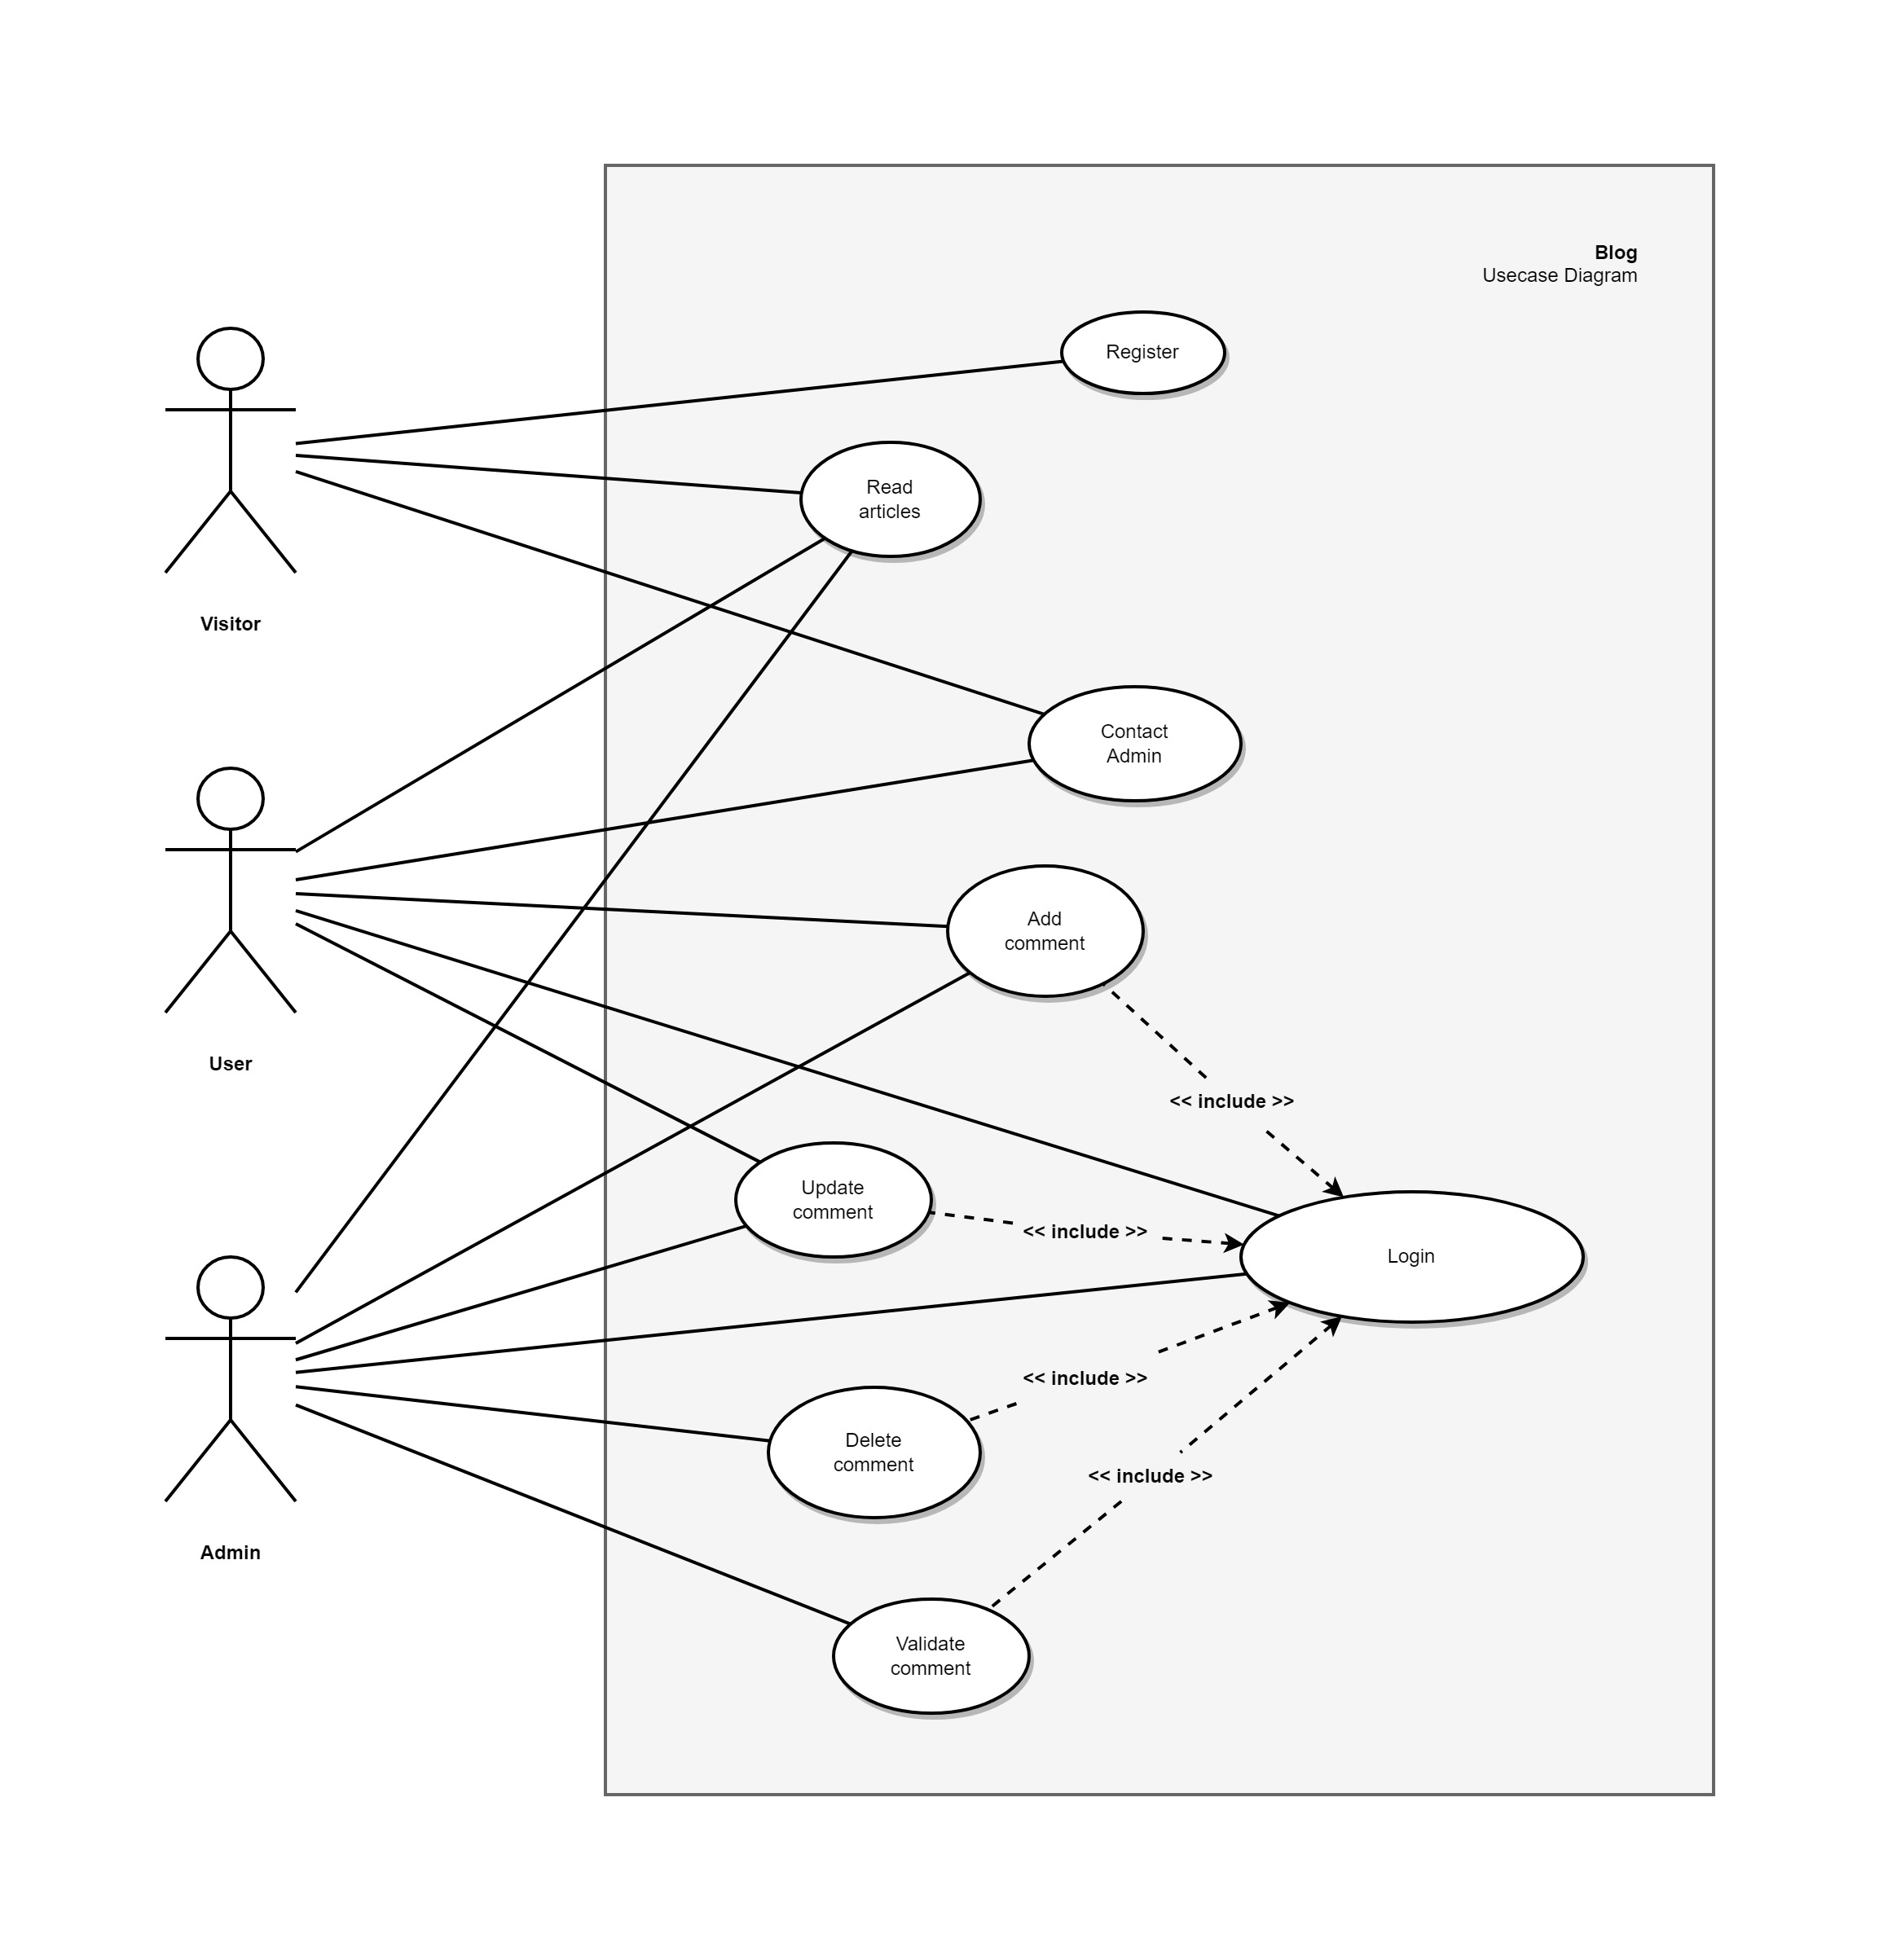 Blog
Usecase Diagram
Register
Read
articles
Visitor
Contact
Admin
Add
comment
User
<< include >>
Update
comment
<< include >>
Login
<< include >>
Delete
comment
<< include >>
Admin
Validate
comment